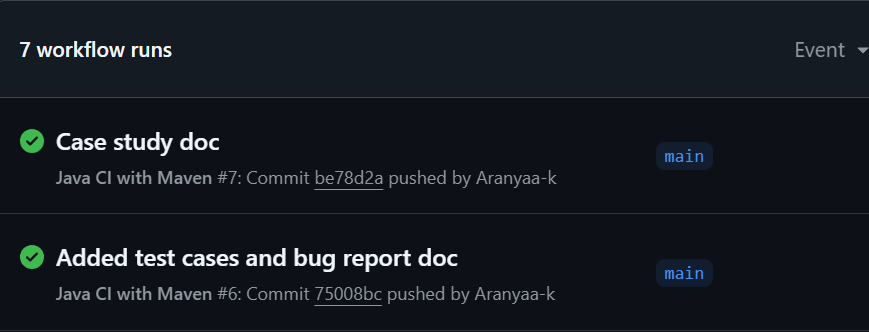 7 workflow runs
Event
Case study doc
main
Java CI with Maven #7: Commit be78d2a pushed by Aranyaa-k
Added test cases and bug report doc
main
Java CI with Maven #6: Commit 75008bc pushed by Aranyaa-k